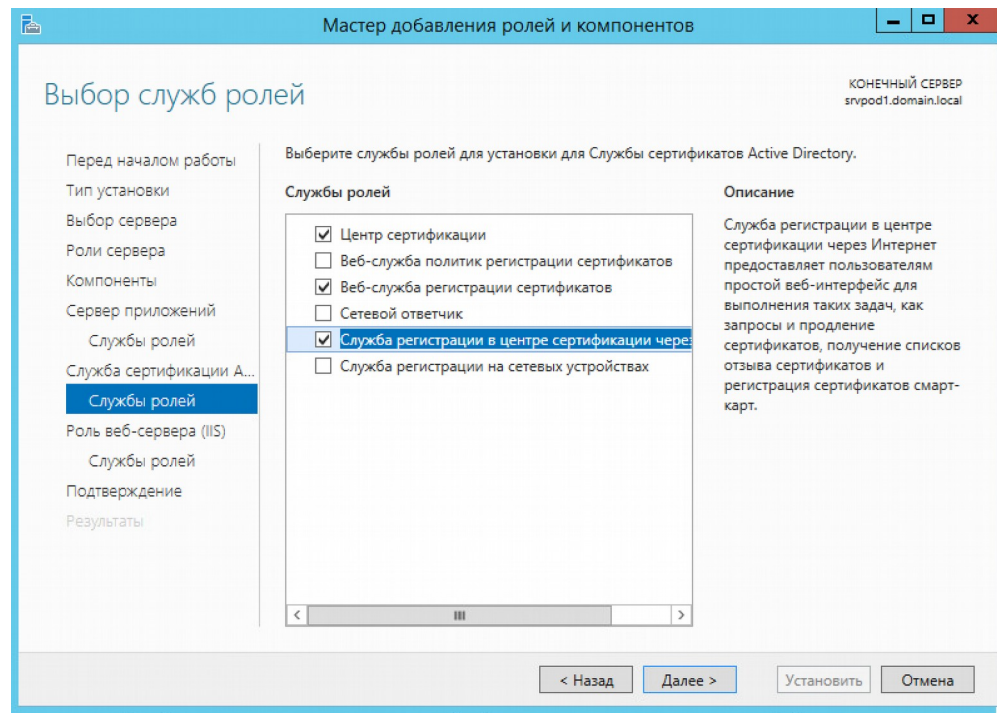 Мастер добавления ролей и компонентов
Выбор служб ролей
КОНЕЧНЫЙ СЕРВЕР
srvpod1.domain.local
Перед началом работы
Тип установки
Выбор сервера
Роли сервера
Компоненты
Сервер приложений
Службы ролей
Служба сертификации A...
Службы ролей
Роль веб-сервера (IIS)
Службы ролей
Подтверждение
Результаты
Выберите службы ролей для установки для Службы сертификатов Active Directory.
Службы ролей
Центр сертификации
Веб-служба политик регистрации сертификатов
Веб-служба регистрации сертификатов
Сетевой ответчик
Служба регистрации в центре сертификации через
Служба регистрации на сетевых устройствах
Описание
Служба регистрации в центре
сертификации через Интернет
предоставляет пользователям
простой веб-интерфейс для
выполнения таких задач, как
запросы и продление
сертификатов, получение списков
отзыва сертификатов и
регистрация сертификатов смарт-
карт.
< Назад
Далее >
Установить
Отмена